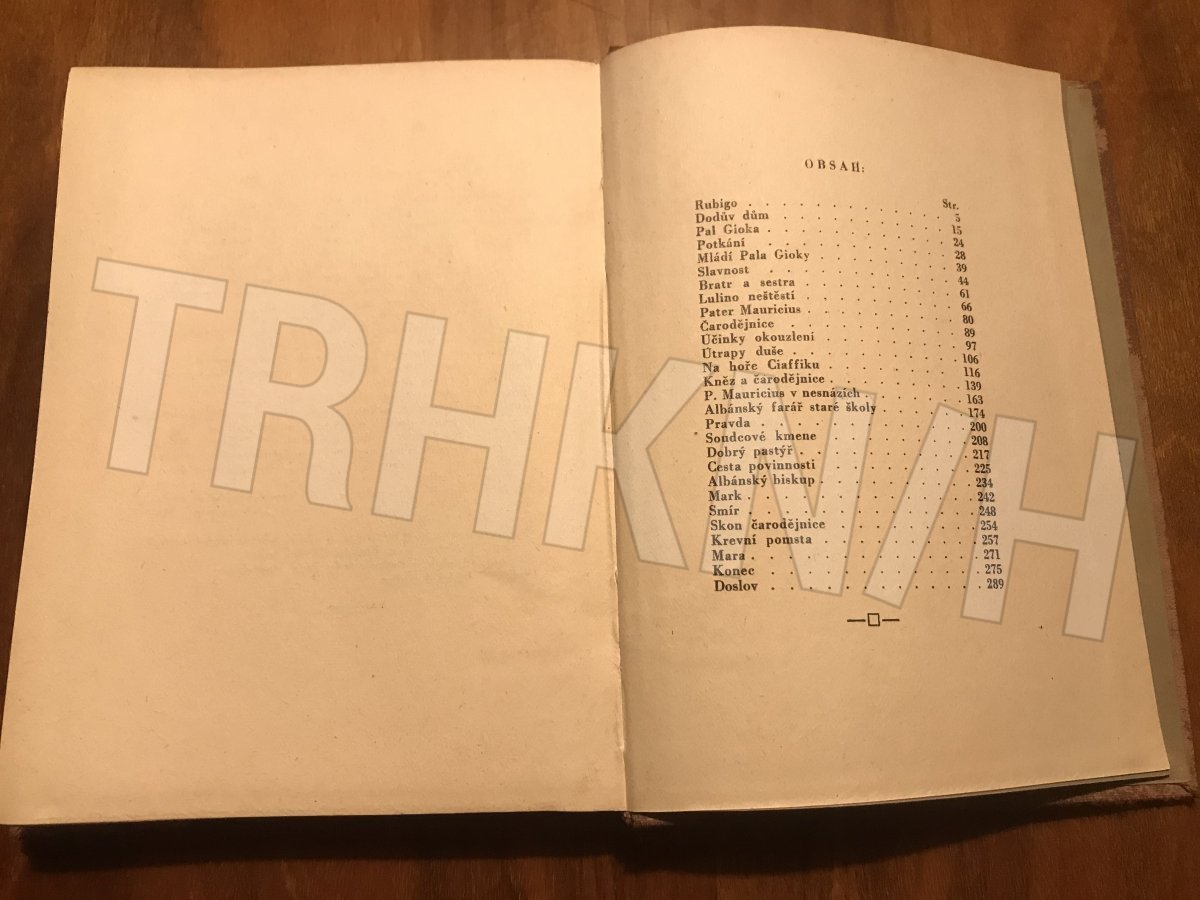 OBSAH:
Str.
Rubigo . . . . . . . . . . . . 5
Dodův dům . . . . . . . . . . 15
Pal Gioka . . . . . . . . . . . 24
Potkání . . . . . . . . . . . 28
Mládí Pala Gioky . . . . . . . . 39
Slavnost . . . . . . . . . . . 44
Bratr a sestra . . . . . . . . . 61
Lulino neštěstí . . . . . . . . . 66
Pater Mauricius . . . . . . . . . 80
Čarodějnice . . . . . . . . . . 89
Účinky okouzlení . . . . . . . . 97
Útrapy duše . . . . . . . . . . 106
Na hoře Ciaffiku . . . . . . . . 116
Kněz a čarodějnice . . . . . . . . 139
P. Mauricius v nesnázích . . . . . . 163
Albánský farář staré školy . . . . . 174
Pravda . . . . . . . . . . . . 200
Soudcové kmene . . . . . . . . 208
Dobrý pastýř . . . . . . . . . . 217
Cesta povinnosti . . . . . . . . 225
Albánský biskup . . . . . . . . . 234
Mark . . . . . . . . . . . . . 242
Smír . . . . . . . . . . . . . 248
Skon čarodějnice . . . . . . . . 254
Krevní pomsta . . . . . . . . . 257
Mara . . . . . . . . . . . . . 271
Konec . . . . . . . . . . . . 275
Doslov . . . . . . . . . . . . 289
TRHKNIH